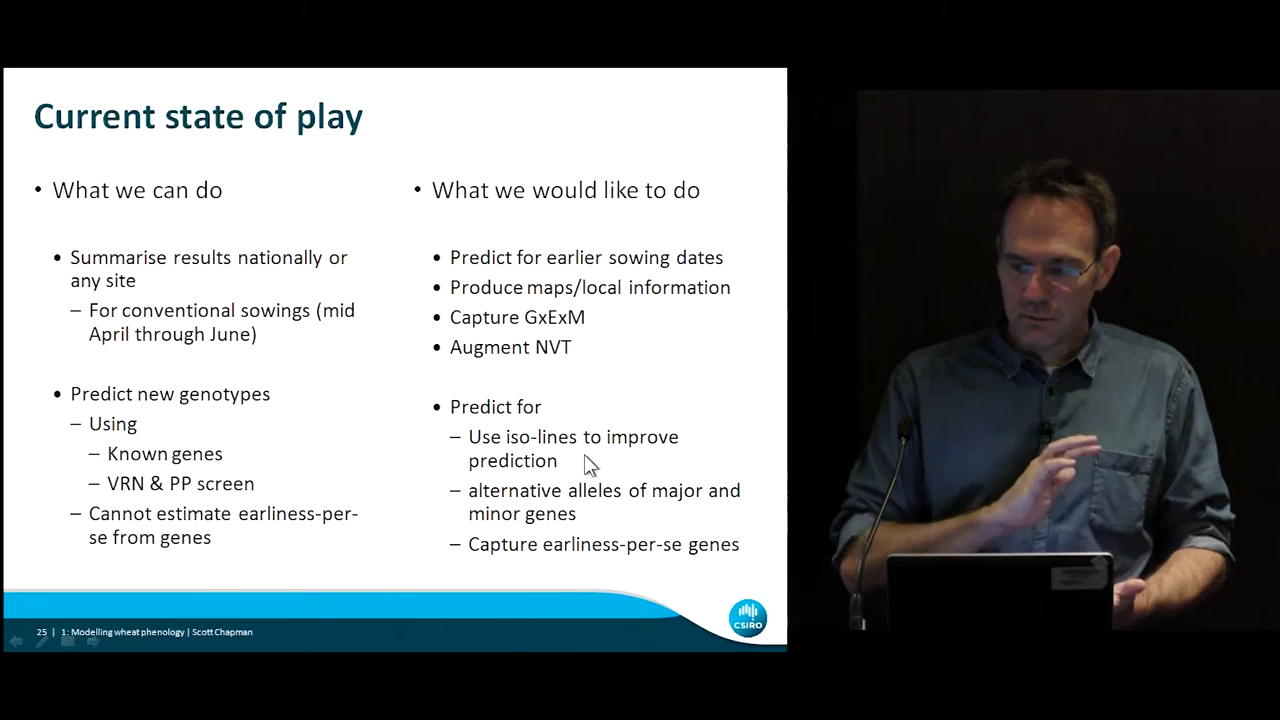 Current state of play
• What we can do
• Summarise results nationally or
any site
– For conventional sowings (mid
April through June)
• Predict new genotypes
– Using
– Known genes
– VRN & PP screen
– Cannot estimate earliness-per-
se from genes
• What we would like to do
• Predict for earlier sowing dates
• Produce maps/local information
• Capture GxExM
• Augment NVT
• Predict for
– Use iso-lines to improve
prediction
– alternative alleles of major and
minor genes
– Capture earliness-per-se genes
25 | 1: Modelling wheat phenology | Scott Chapman
CSIRO